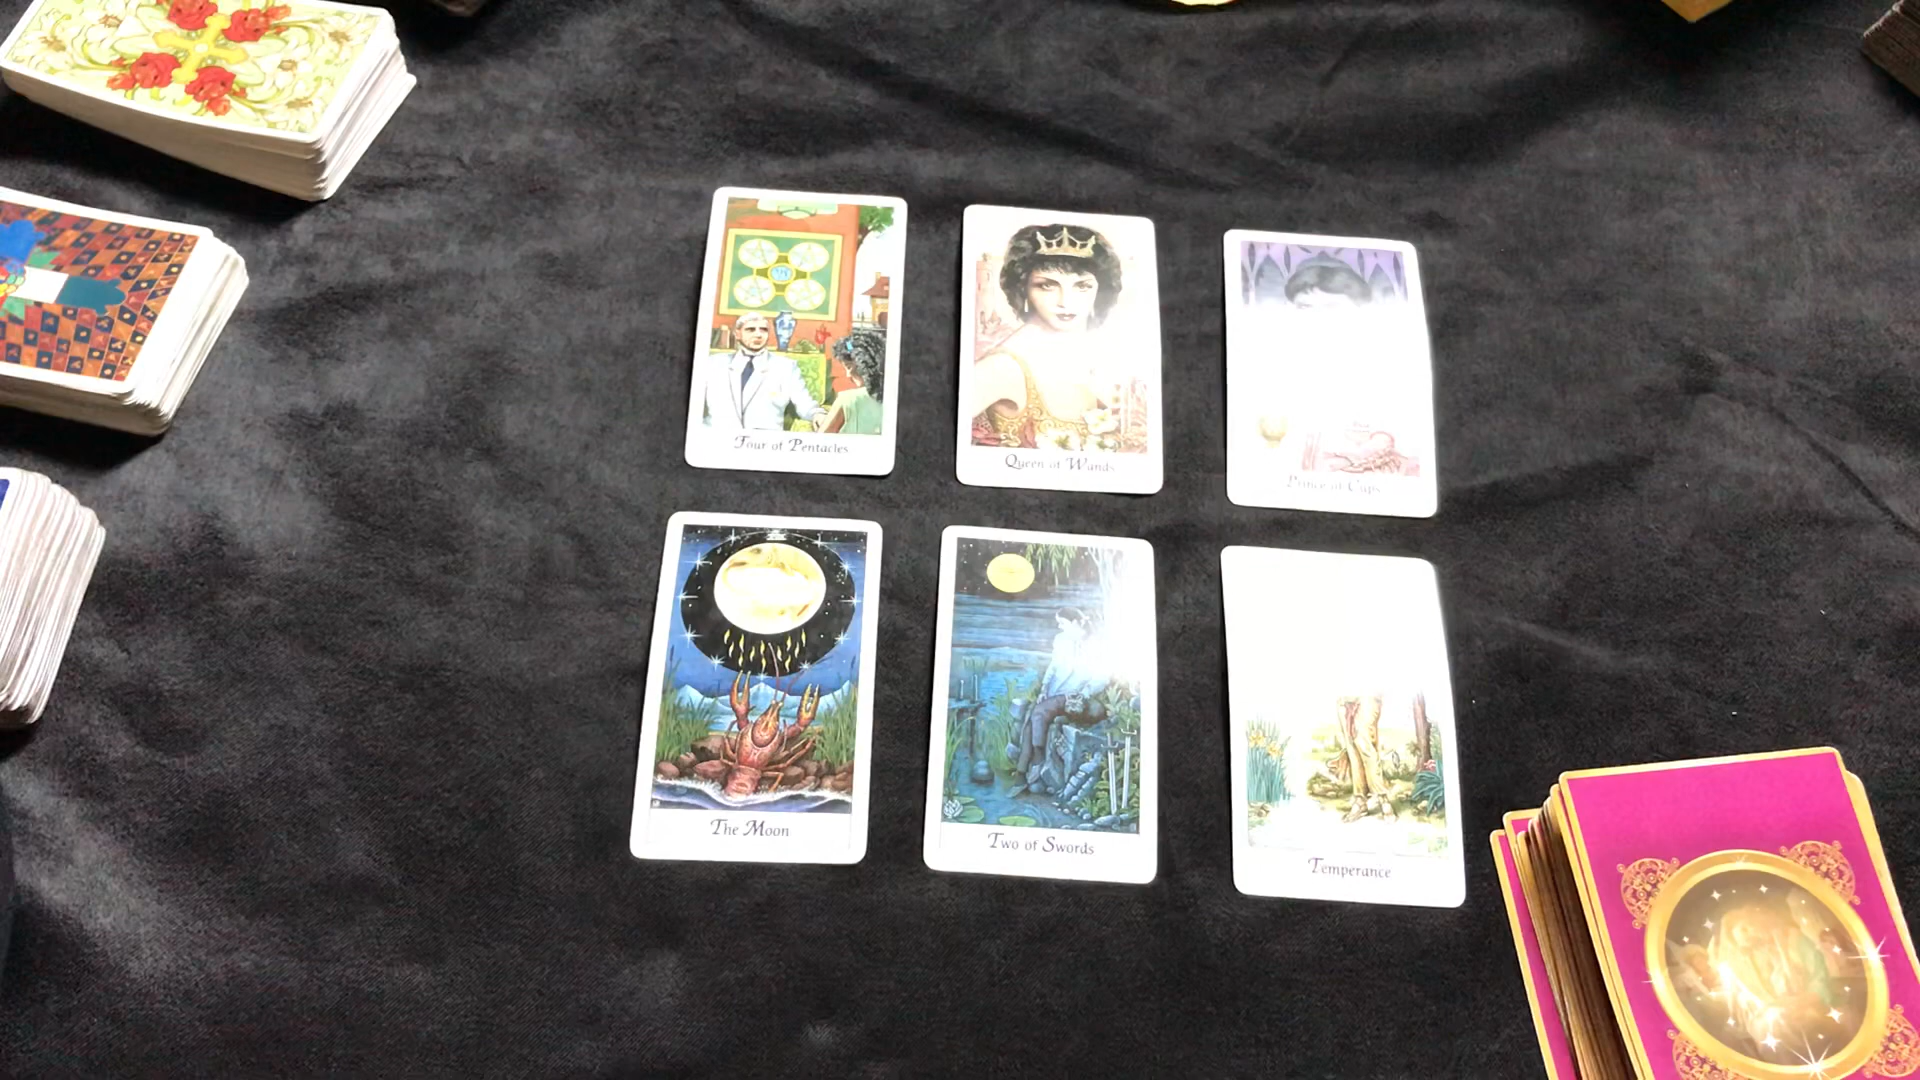 Four of Pentacles
Queen of Wands
Prince of Cups
The Moon
Two of Swords
Temperance